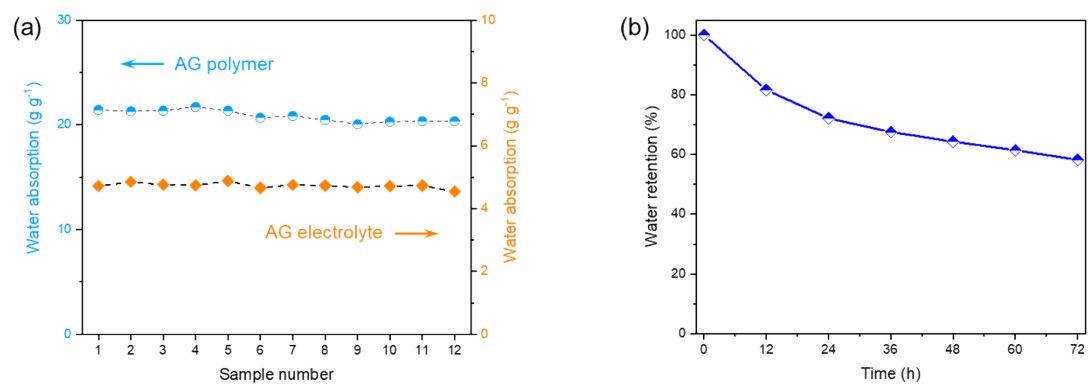 (a)
30
20
10
0
Water absorption (g g⁻¹)
AG polymer
AG electrolyte
10
8
6
4
2
0
Water absorption (g g⁻¹)
1 2 3 4 5 6 7 8 9 10 11 12
Sample number
(b)
100
80
60
40
20
0
Water retention (%)
0 12 24 36 48 60 72
Time (h)